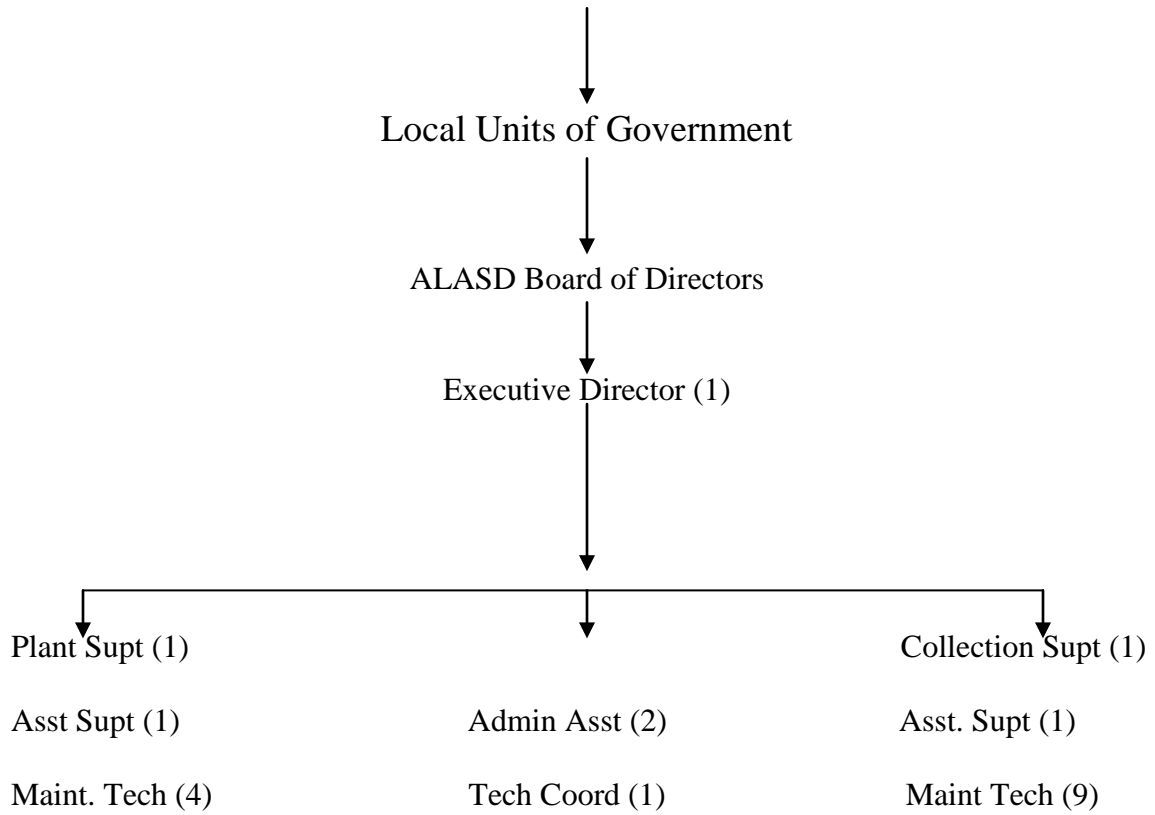 Local Units of Government
ALASD Board of Directors
Executive Director (1)
Plant Supt (1) Collection Supt (1)
Asst Supt (1) Admin Asst (2) Asst. Supt (1)
Maint. Tech (4) Tech Coord (1) Maint Tech (9)